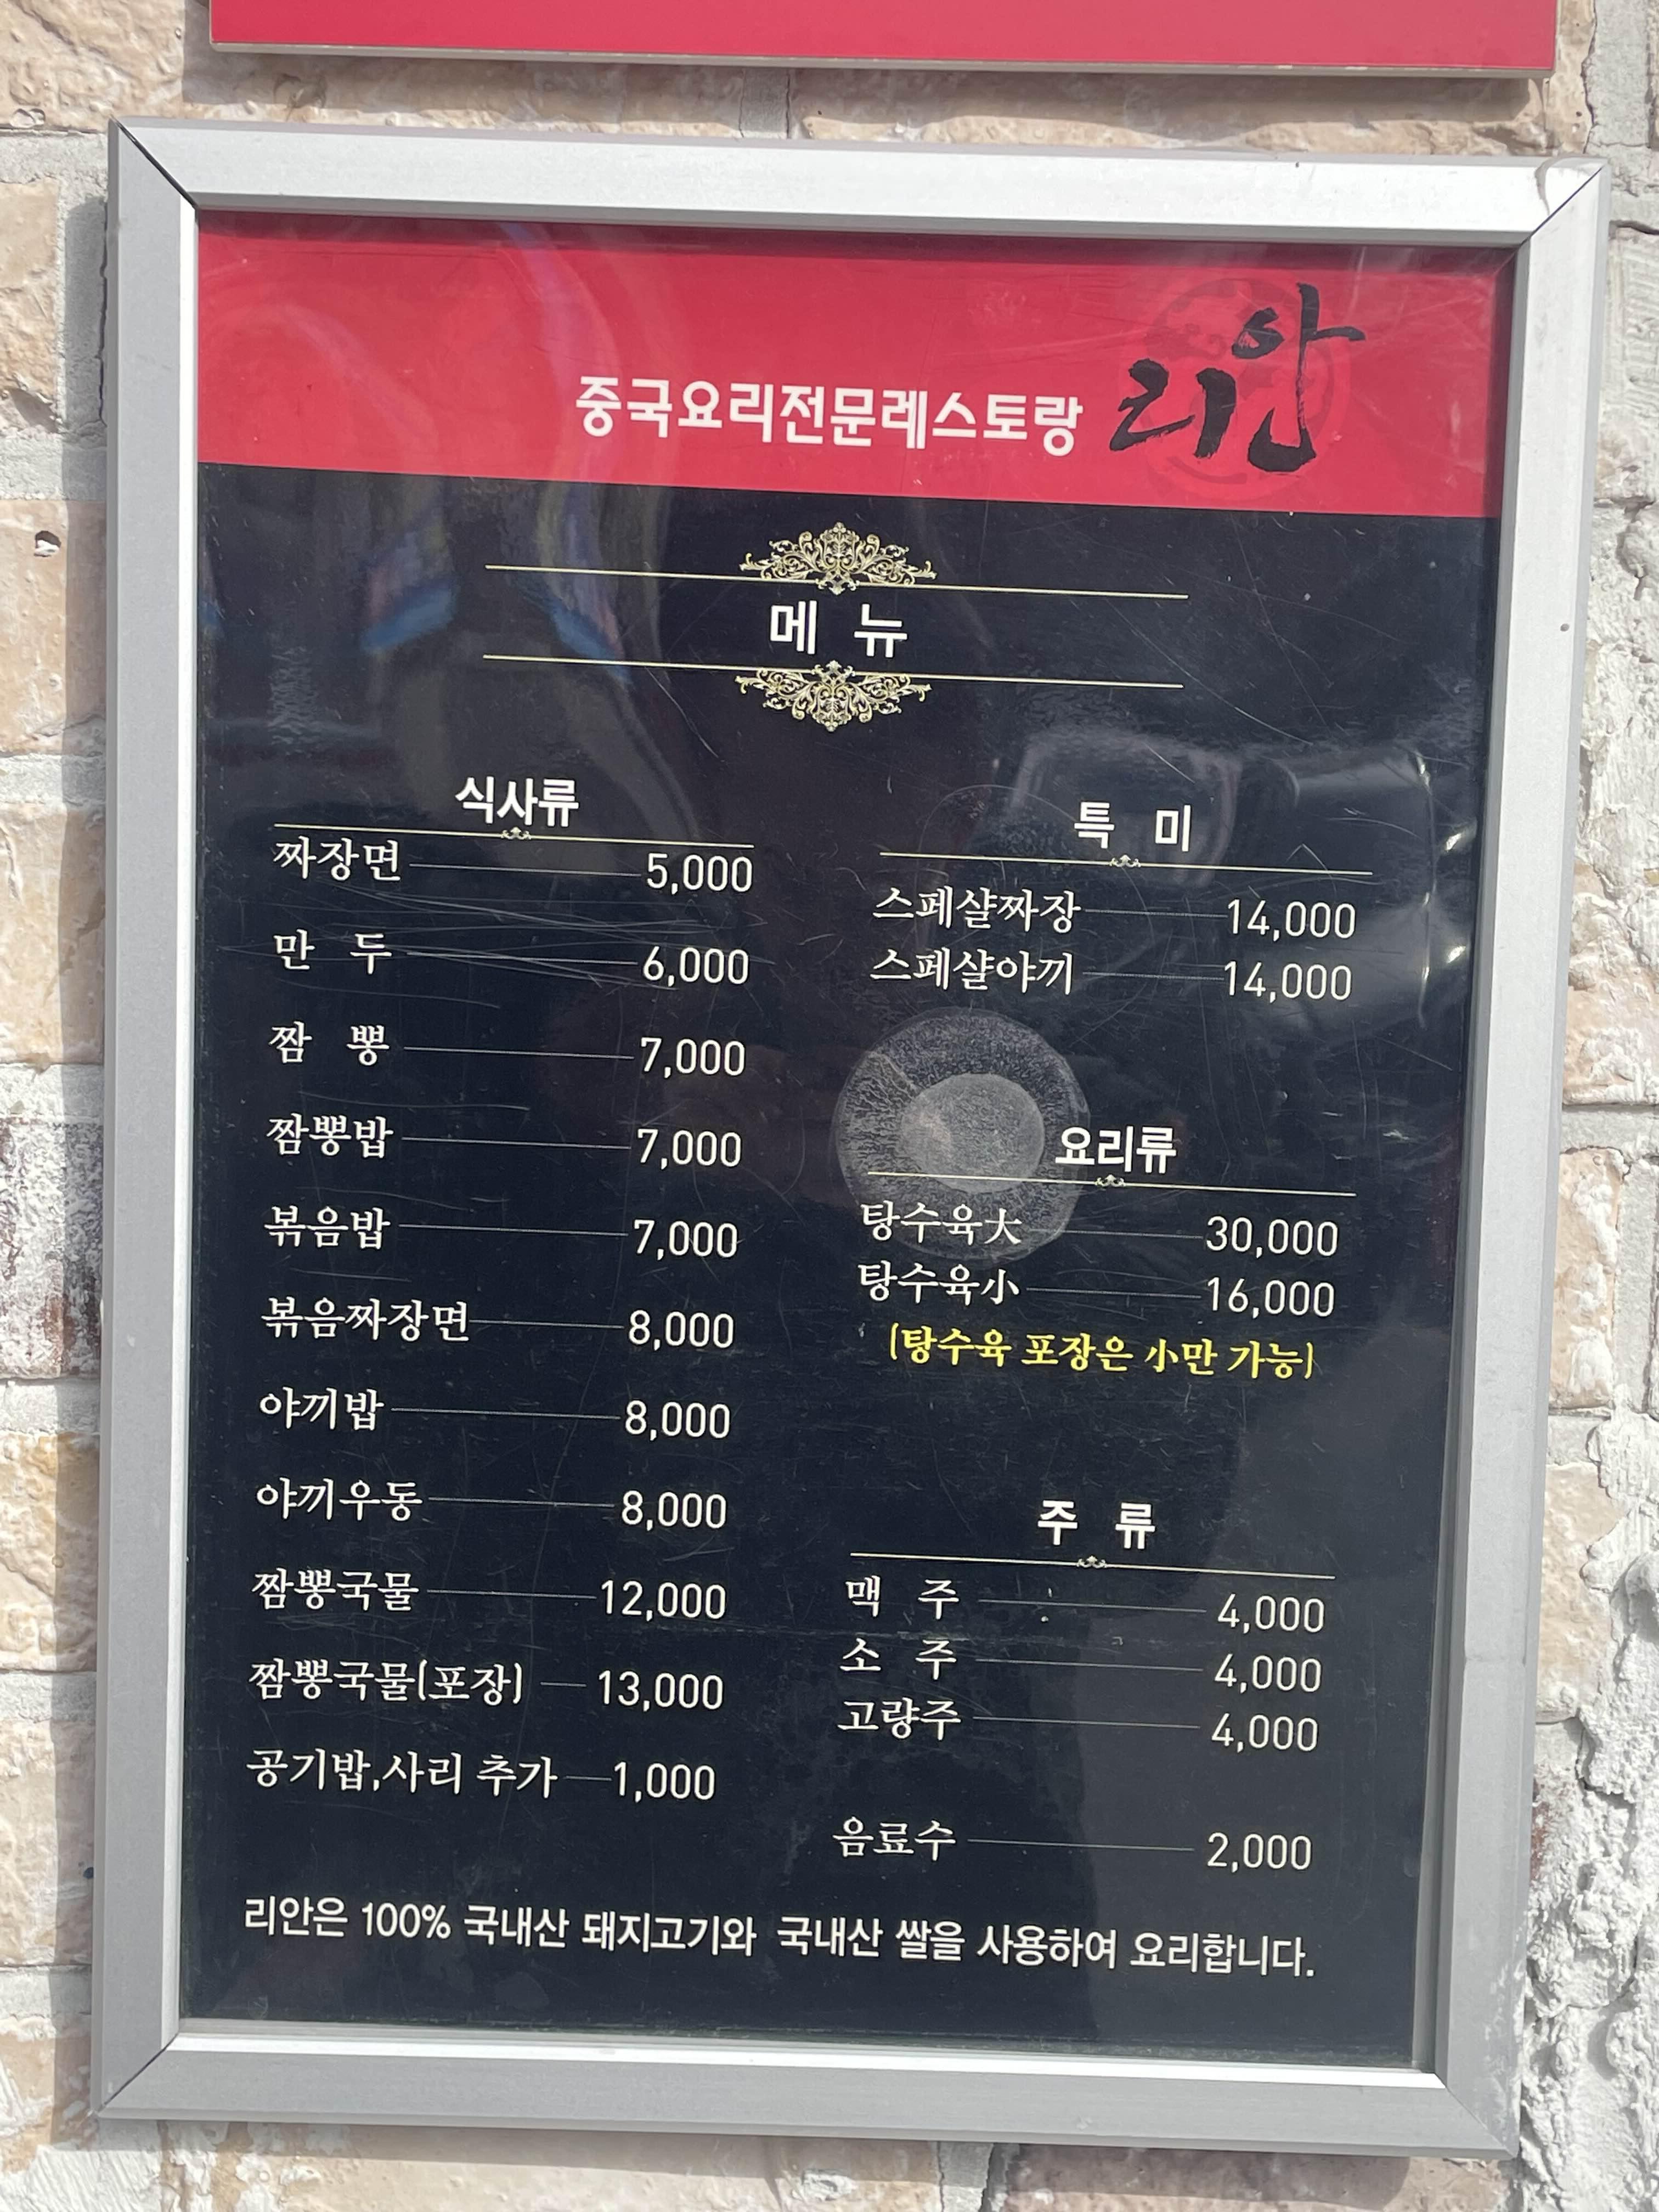 중국요리전문레스토랑 리안
메 뉴
식사류
짜장면 5,000
만 두 6,000
짬 뽕 7,000
짬뽕밥 7,000
볶음밥 7,000
볶음짜장면 8,000
야끼밥 8,000
야끼우동 8,000
짬뽕국물 12,000
짬뽕국물(포장) 13,000
공기밥,사리 추가 1,000
특 미
스페샬짜장 14,000
스페샬야끼 14,000
요리류
탕수육大 30,000
탕수육小 16,000
(탕수육 포장은 小만 가능)
주 류
맥 주 4,000
소 주 4,000
고량주 4,000
음료수 2,000
리안은 100% 국내산 돼지고기와 국내산 쌀을 사용하여 요리합니다.